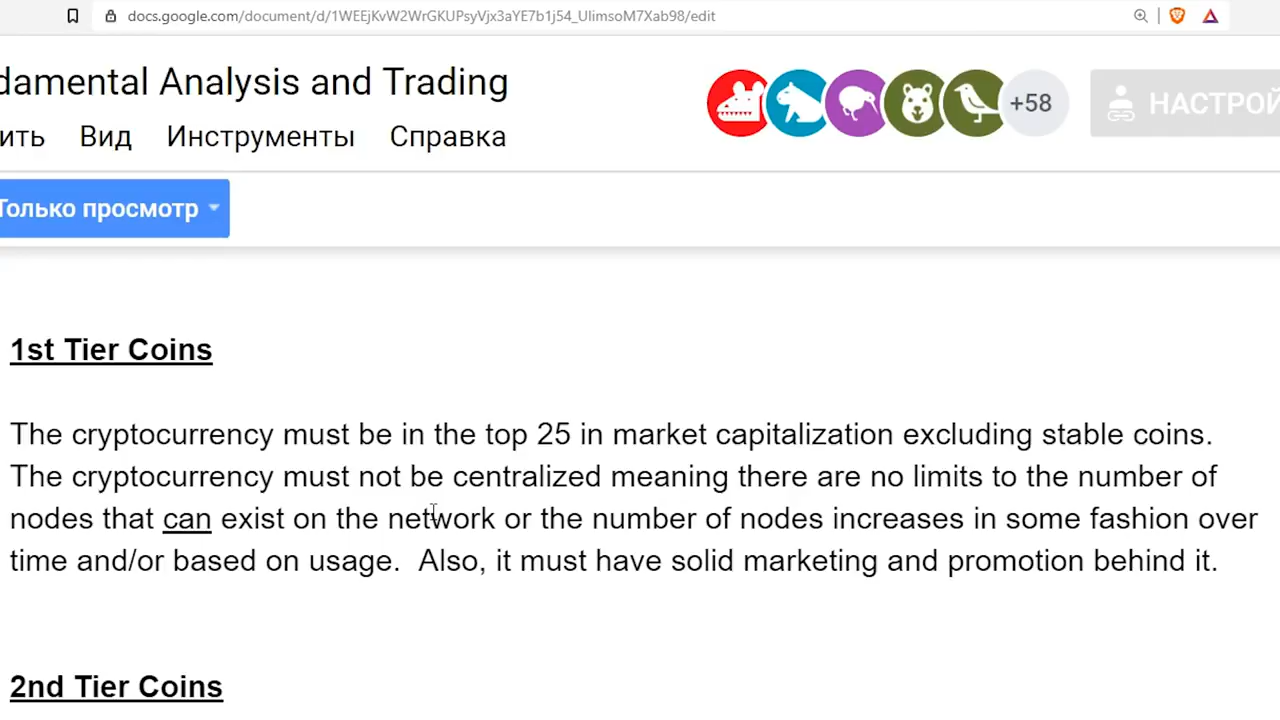 docs.google.com/document/d/1WEEjKvW2WrGKUPsyVjx3aYE7b1j54_UlimsoM7Xab98/edit
damental Analysis and Trading
+58
НАСТРОЙ
ить Вид Инструменты Справка
Только просмотр
1st Tier Coins
The cryptocurrency must be in the top 25 in market capitalization excluding stable coins.
The cryptocurrency must not be centralized meaning there are no limits to the number of
nodes that can exist on the network or the number of nodes increases in some fashion over
time and/or based on usage.  Also, it must have solid marketing and promotion behind it.
2nd Tier Coins